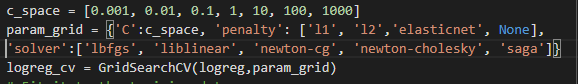 c_space = [0.001, 0.01, 0.1, 1, 10, 100, 1000]
param_grid = {'C':c_space, 'penalty': ['l1', 'l2','elasticnet', None],
'solver':['lbfgs', 'liblinear', 'newton-cg', 'newton-cholesky', 'saga']}
logreg_cv = GridSearchCV(logreg,param_grid)